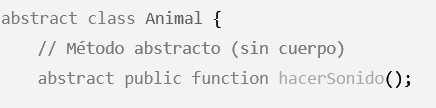 abstract class Animal {
// Método abstracto (sin cuerpo)
abstract public function hacerSonido();